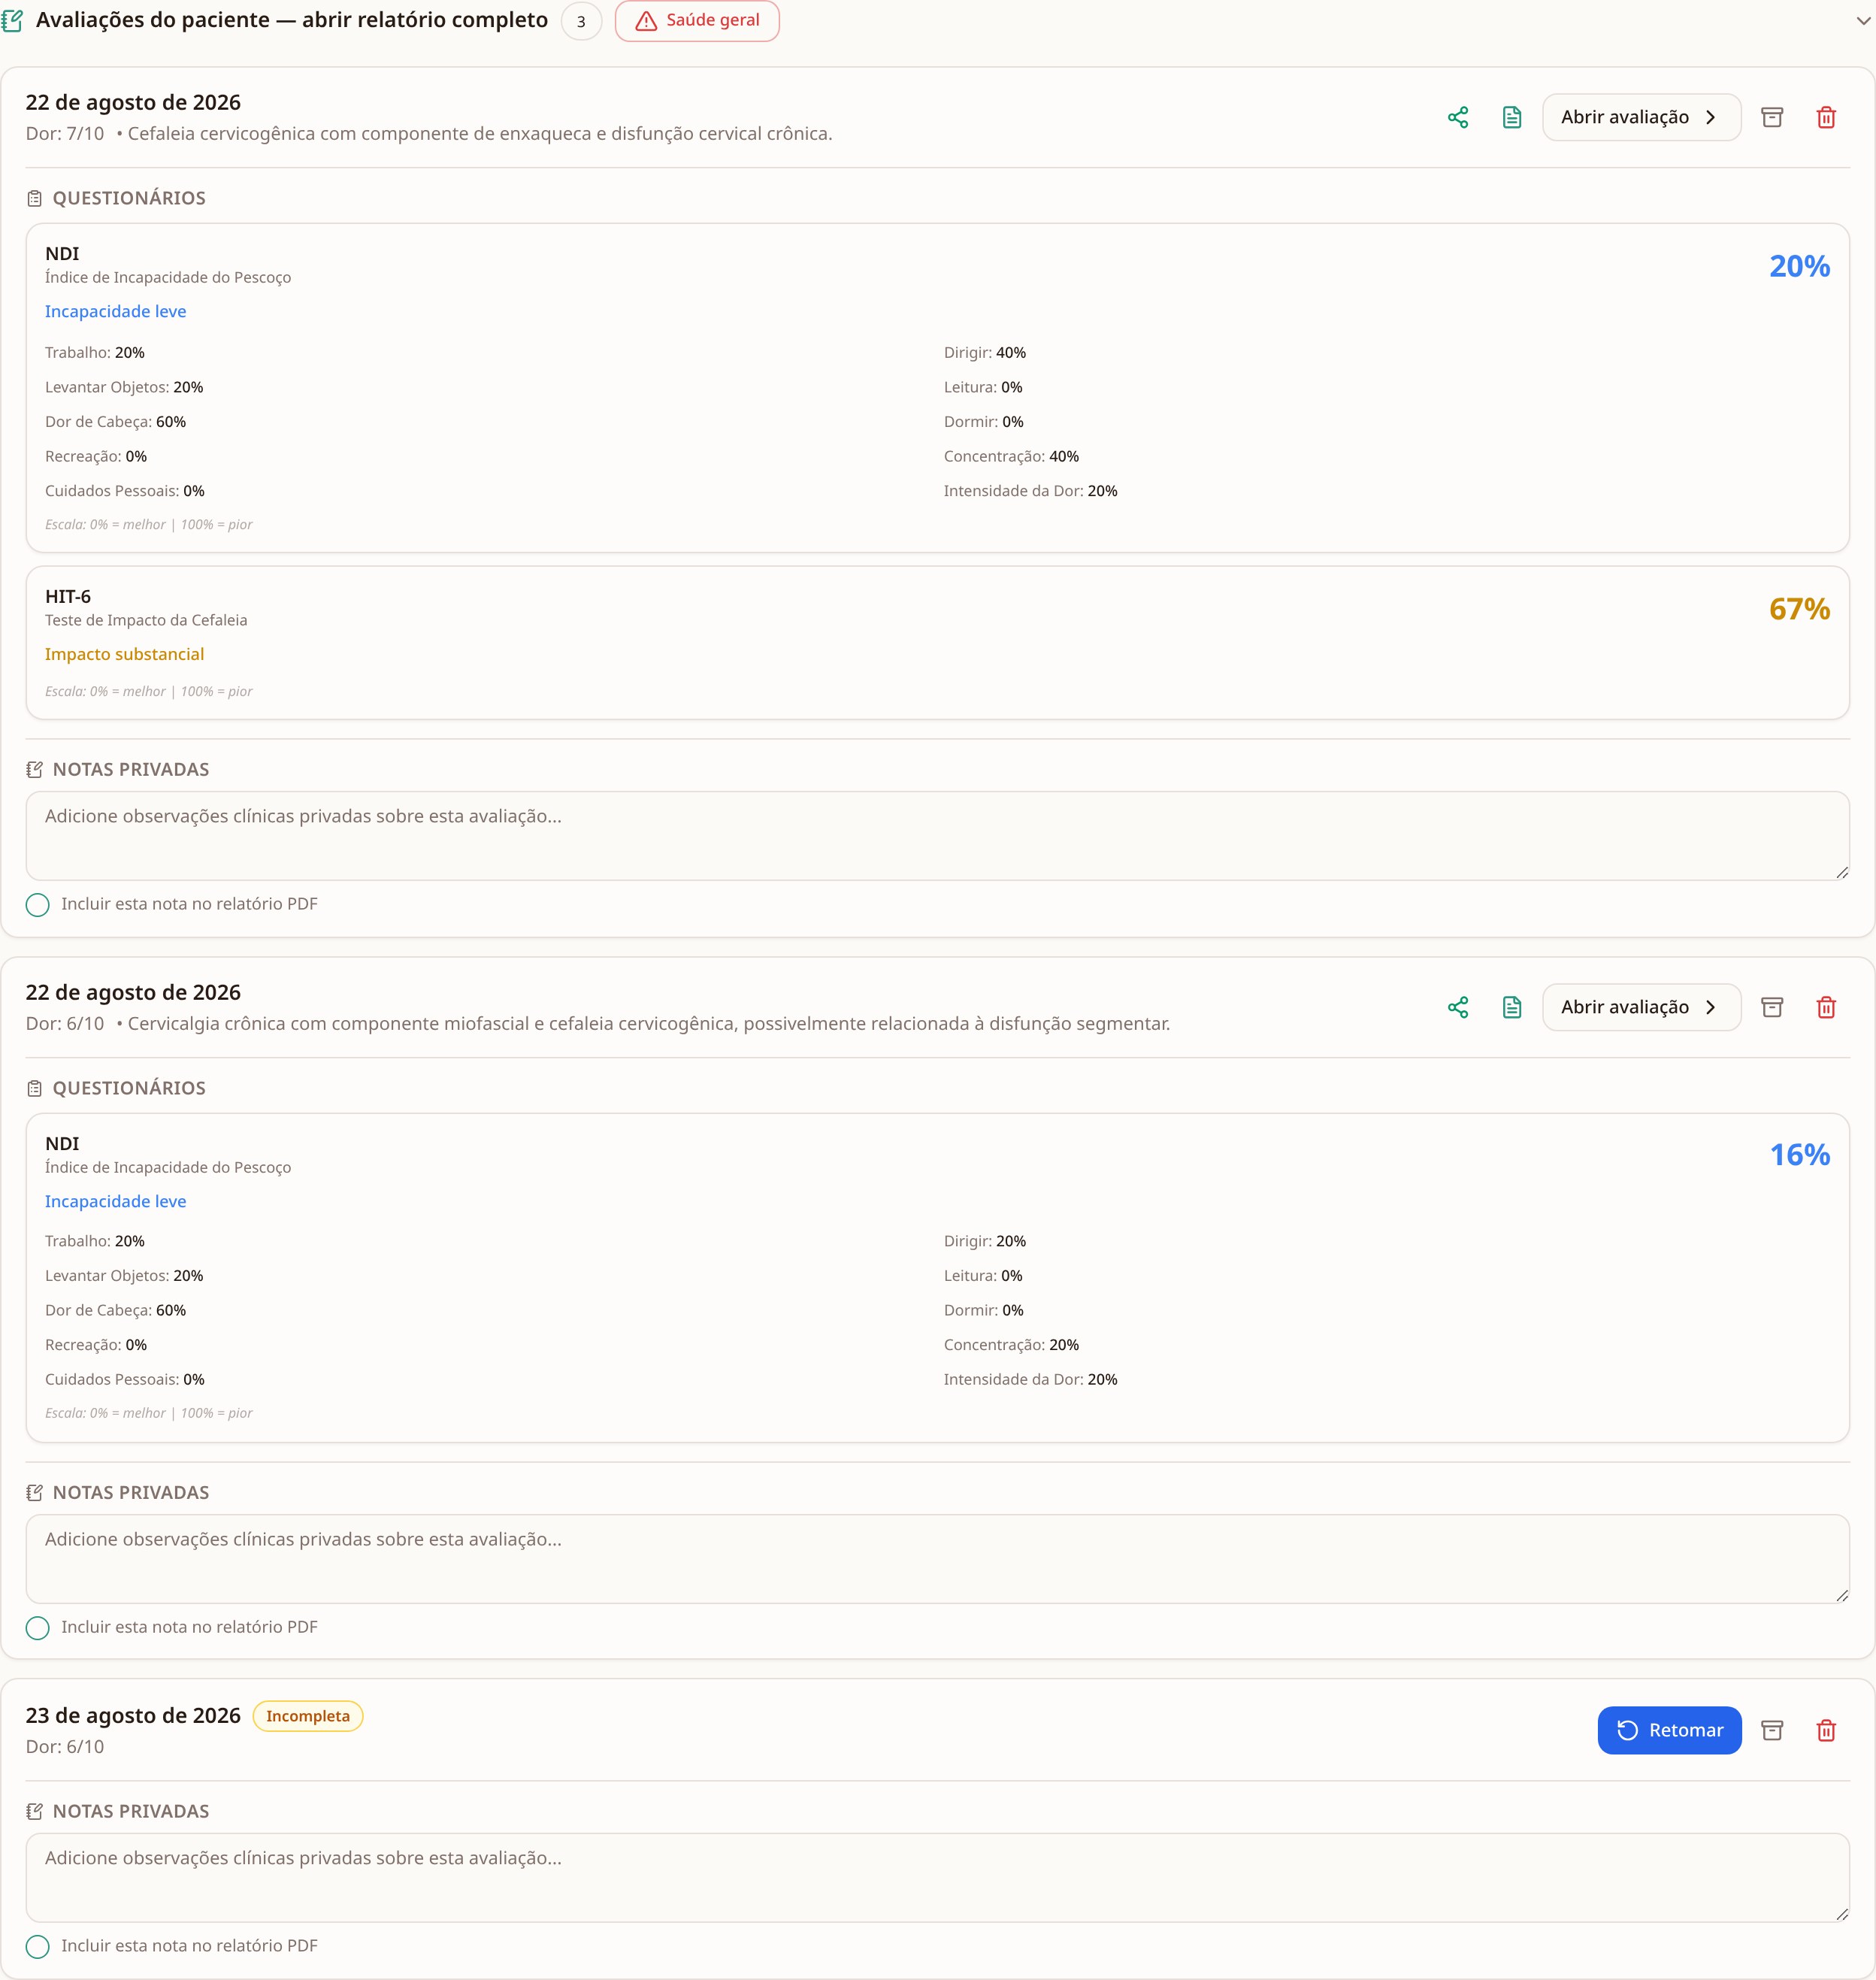 Avaliações do paciente — abrir relatório completo 3 Saúde geral
22 de agosto de 2026
Dor: 7/10 • Cefaleia cervicogênica com componente de enxaqueca e disfunção cervical crônica.
Abrir avaliação
QUESTIONÁRIOS
NDI
Índice de Incapacidade do Pescoço
20%
Incapacidade leve
Trabalho: 20% Dirigir: 40%
Levantar Objetos: 20% Leitura: 0%
Dor de Cabeça: 60% Dormir: 0%
Recreação: 0% Concentração: 40%
Cuidados Pessoais: 0% Intensidade da Dor: 20%
Escala: 0% = melhor | 100% = pior
HIT-6
Teste de Impacto da Cefaleia
67%
Impacto substancial
Escala: 0% = melhor | 100% = pior
NOTAS PRIVADAS
Adicione observações clínicas privadas sobre esta avaliação...
Incluir esta nota no relatório PDF
22 de agosto de 2026
Dor: 6/10 • Cervicalgia crônica com componente miofascial e cefaleia cervicogênica, possivelmente relacionada à disfunção segmentar.
Abrir avaliação
QUESTIONÁRIOS
NDI
Índice de Incapacidade do Pescoço
16%
Incapacidade leve
Trabalho: 20% Dirigir: 20%
Levantar Objetos: 20% Leitura: 0%
Dor de Cabeça: 60% Dormir: 0%
Recreação: 0% Concentração: 20%
Cuidados Pessoais: 0% Intensidade da Dor: 20%
Escala: 0% = melhor | 100% = pior
NOTAS PRIVADAS
Adicione observações clínicas privadas sobre esta avaliação...
Incluir esta nota no relatório PDF
23 de agosto de 2026 Incompleta
Dor: 6/10
Retomar
NOTAS PRIVADAS
Adicione observações clínicas privadas sobre esta avaliação...
Incluir esta nota no relatório PDF